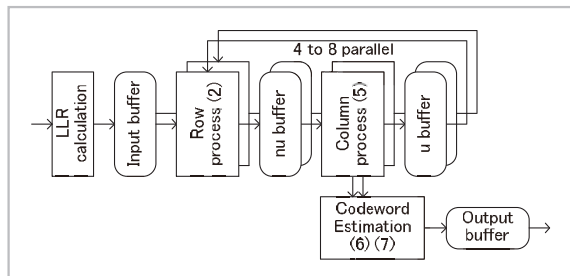 4 to 8 parallel
LLR
calculation
Input buffer
Row
process (2)
nu buffer
Column
process (5)
u buffer
Codeword
Estimation
(6) (7)
Output
buffer